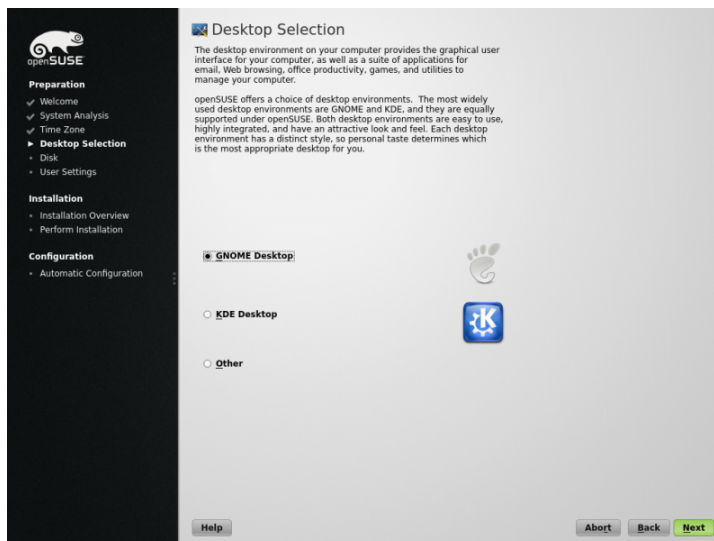 openSUSE
Preparation
Welcome
System Analysis
Time Zone
Desktop Selection
Disk
User Settings
Installation
Installation Overview
Perform Installation
Configuration
Automatic Configuration
Desktop Selection
The desktop environment on your computer provides the graphical user
interface for your computer, as well as a suite of applications for
email, Web browsing, office productivity, games, and utilities to
manage your computer.
openSUSE offers a choice of desktop environments. The most widely
used desktop environments are GNOME and KDE, and they are equally
supported under openSUSE. Both desktop environments are easy to use,
highly integrated, and have an attractive look and feel. Each desktop
environment has a distinct style, so personal taste determines which
is the most appropriate desktop for you.
GNOME Desktop
KDE Desktop
K
Other
Help
Abort
Back
Next